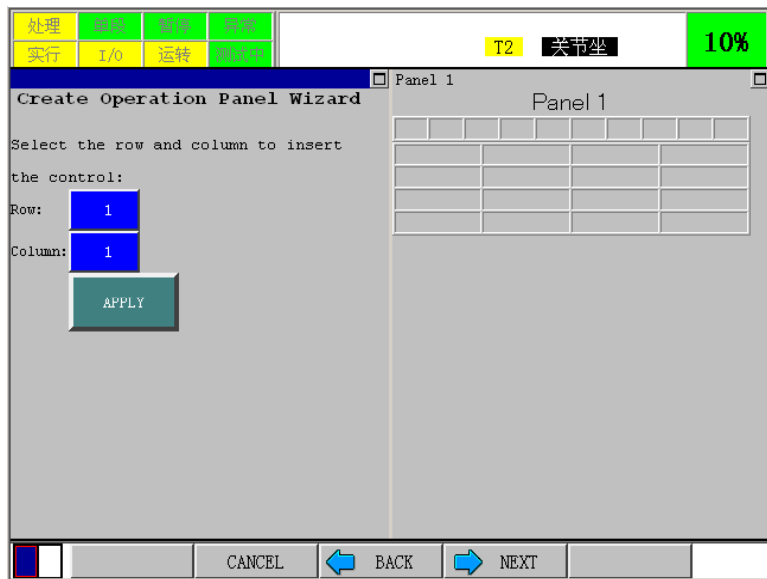 处理 单段 暂停 异常
实行 I/O 运转 测试中
T2 关节坐 10%
Create Operation Panel Wizard
Select the row and column to insert
the control:
Row: 1
Column: 1
APPLY
Panel 1
Panel 1
CANCEL BACK NEXT